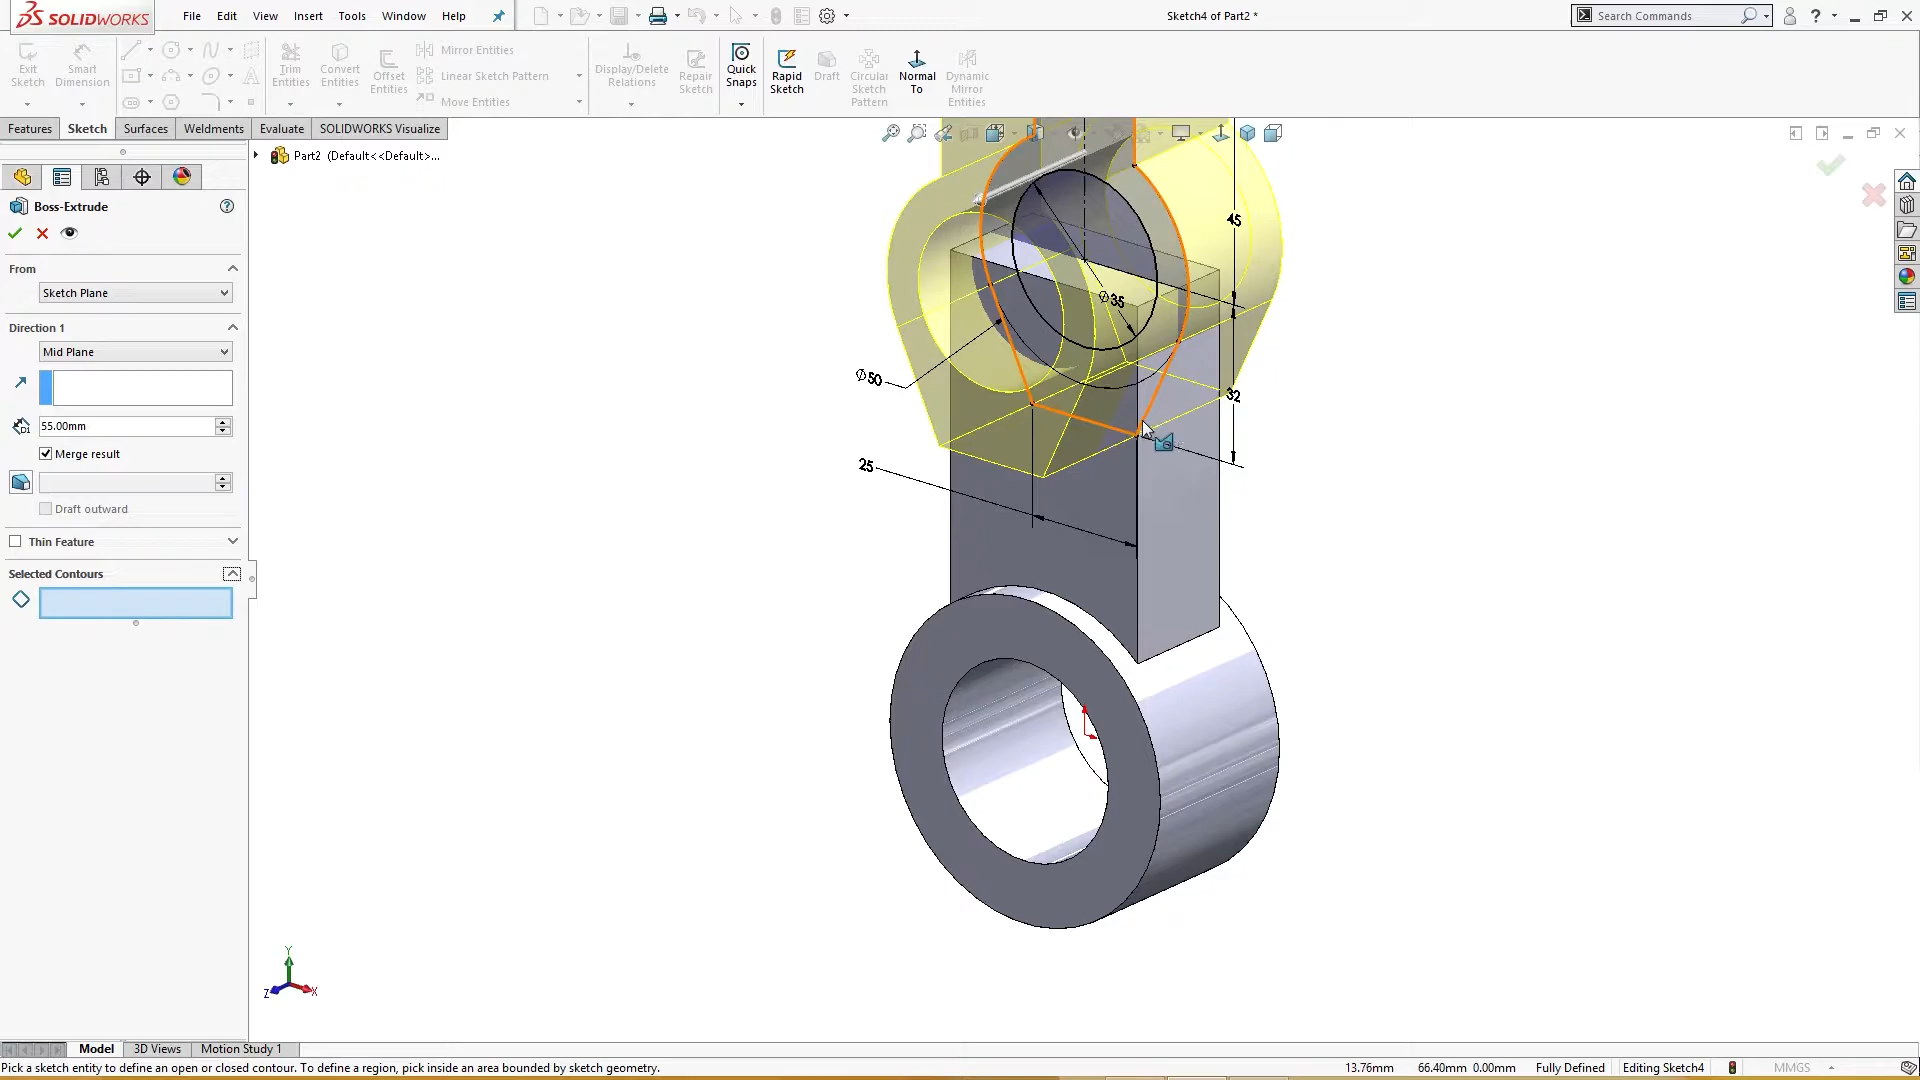 SOLIDWORKS
File Edit View Insert Tools Window Help
Sketch4 of Part2 *
Search Commands
Exit Sketch
Smart Dimension
Trim Entities
Convert Entities
Offset Entities
Mirror Entities
Linear Sketch Pattern
Move Entities
Display/Delete Relations
Repair Sketch
Quick Snaps
Rapid Sketch
Draft
Circular Sketch Pattern
Normal To
Dynamic Mirror Entities
Features Sketch Surfaces Weldments Evaluate SOLIDWORKS Visualize
Part2 (Default<<Default>...
Boss-Extrude
From
Sketch Plane
Direction 1
Mid Plane
55.00mm
Merge result
Draft outward
Thin Feature
Selected Contours
45
Ø35
Ø50
32
25
Y
Z X
Model 3D Views Motion Study 1
Pick a sketch entity to define an open or closed contour. To define a region, pick inside an area bounded by sketch geometry.
13.76mm 66.40mm 0.00mm Fully Defined Editing Sketch4 MMGS